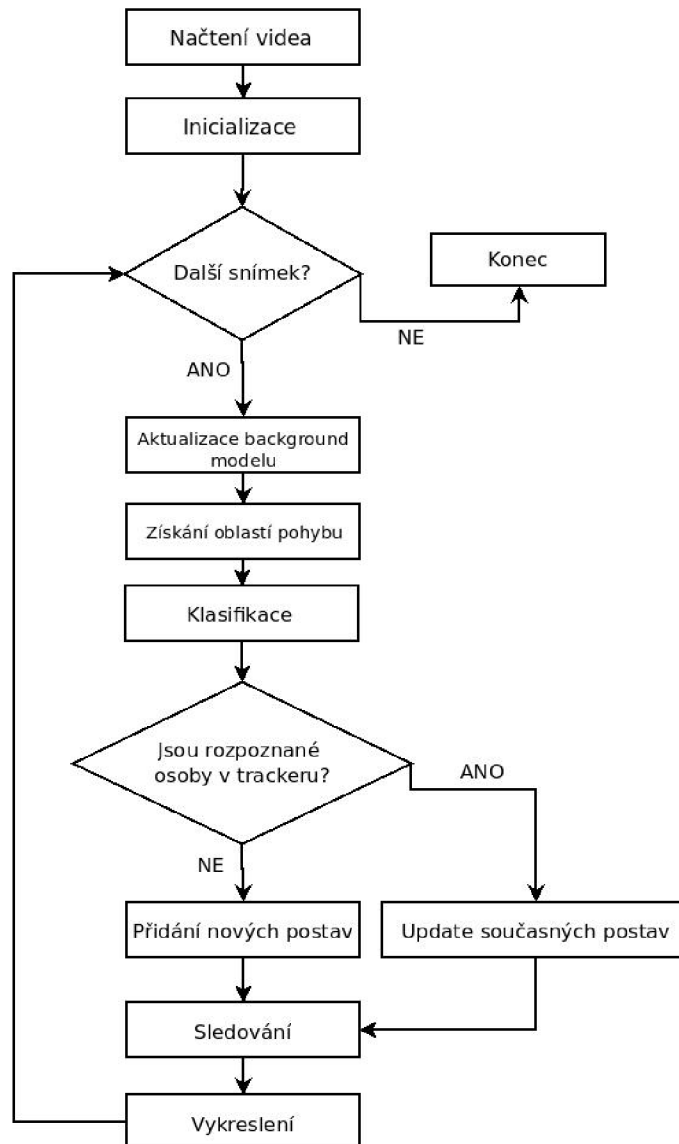 Načtení videa
Inicializace
Další snímek?
Konec
NE
ANO
Aktualizace background
modelu
Získání oblastí pohybu
Klasifikace
Jsou rozpoznané
osoby v trackeru?
ANO
NE
Přidání nových postav
Update současných postav
Sledování
Vykreslení